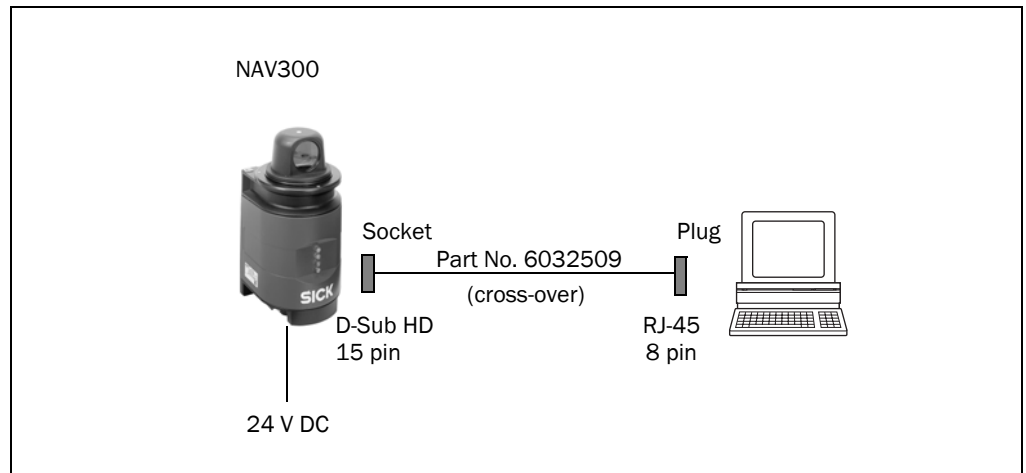 NAV300
SICK
Socket
Plug
Part No. 6032509
(cross-over)
D-Sub HD
15 pin
RJ-45
8 pin
24 V DC